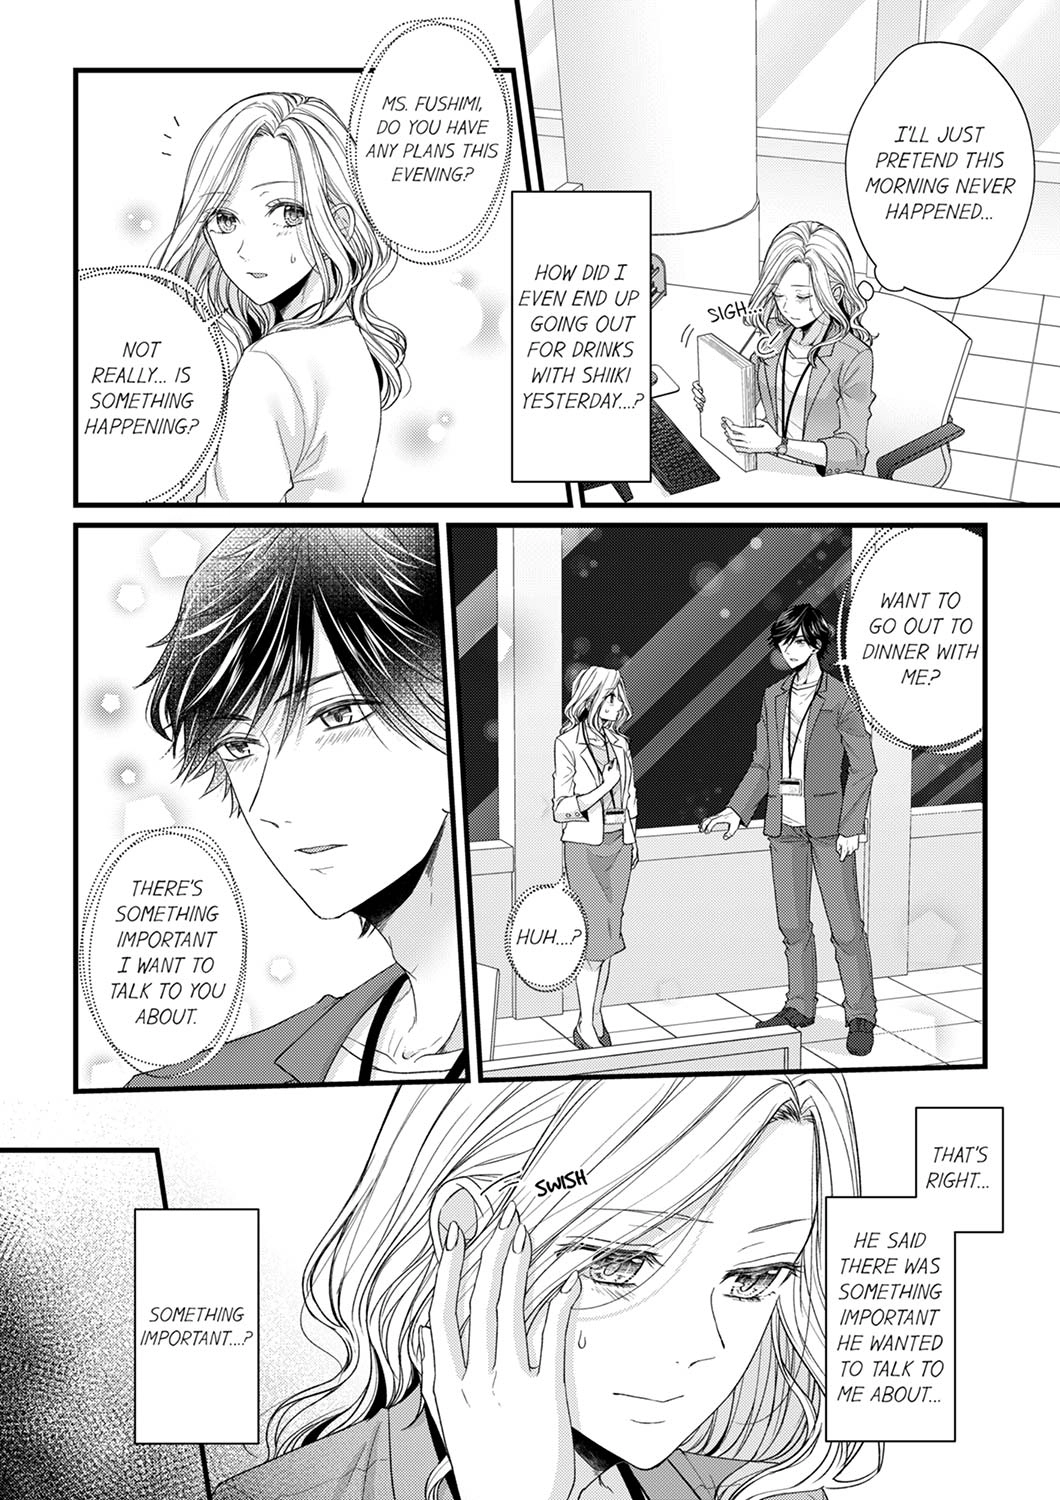 I'LL JUST
PRETEND THIS
MORNING NEVER
HAPPENED...
SIGH...
HOW DID I
EVEN END UP
GOING OUT
FOR DRINKS
WITH SHIIKI
YESTERDAY...?
MS. FUSHIMI,
DO YOU HAVE
ANY PLANS THIS
EVENING?
NOT
REALLY... IS
SOMETHING
HAPPENING?
WANT TO
GO OUT TO
DINNER WITH
ME?
HUH...?
THERE'S
SOMETHING
IMPORTANT
I WANT TO
TALK TO YOU
ABOUT.
THAT'S
RIGHT...
HE SAID
THERE WAS
SOMETHING
IMPORTANT
HE WANTED
TO TALK TO
ME ABOUT...
SWISH
SOMETHING
IMPORTANT...?